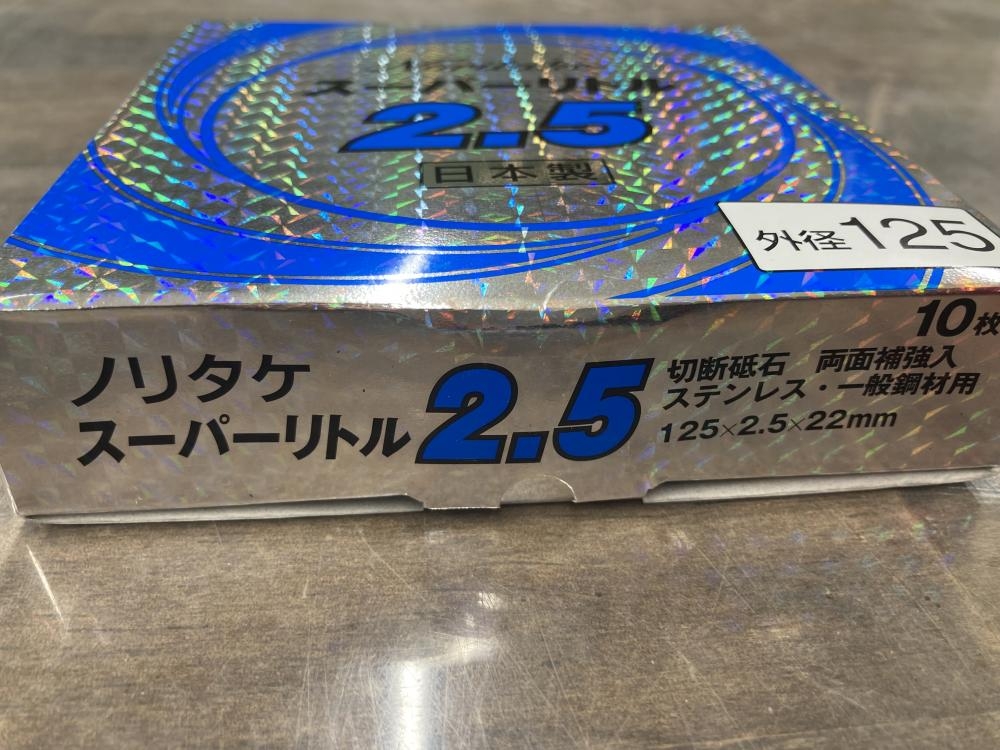 スーパーリトル
2.5
日本製
外径125
10枚
ノリタケ
スーパーリトル2.5
切断砥石 両面補強入
ステンレス・一般鋼材用
125×2.5×22mm